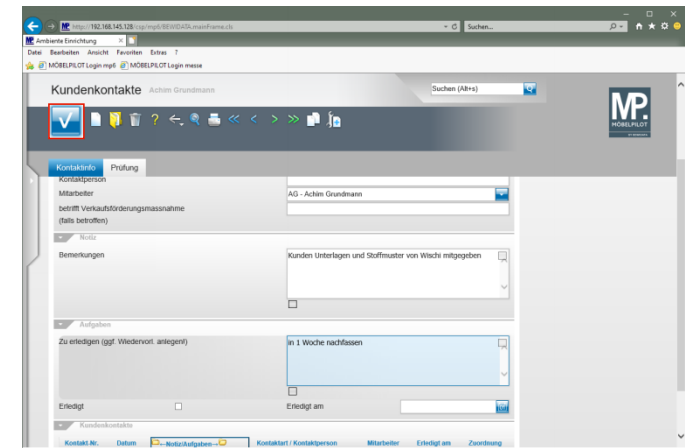 http://192.168.145.128/csp/mp6/BEWIDATA.mainFrame.cls
Suchen...
Ambiente Einrichtung
Datei Bearbeiten Ansicht Favoriten Extras ?
MÖBELPILOT Login mp6 MÖBELPILOT Login messe
Kundenkontakte Achim Grundmann
Suchen (Alt+s)
MP.
MÖBELPILOT
Kontaktinfo Prüfung
Kontaktperson
Mitarbeiter AG - Achim Grundmann
betrifft Verkaufsförderungsmassnahme
(falls betroffen)
Notiz
Bemerkungen Kunden Unterlagen und Stoffmuster von Wischi mitgegeben
Aufgaben
Zu erledigen (ggf. Wiedervorl. anlegen!) in 1 Woche nachfassen
Erledigt Erledigt am
Kundenkontakte
Kontakt-Nr. Datum Notiz/Aufgaben Kontaktart / Kontaktperson Mitarbeiter Erledigt am Zuordnung